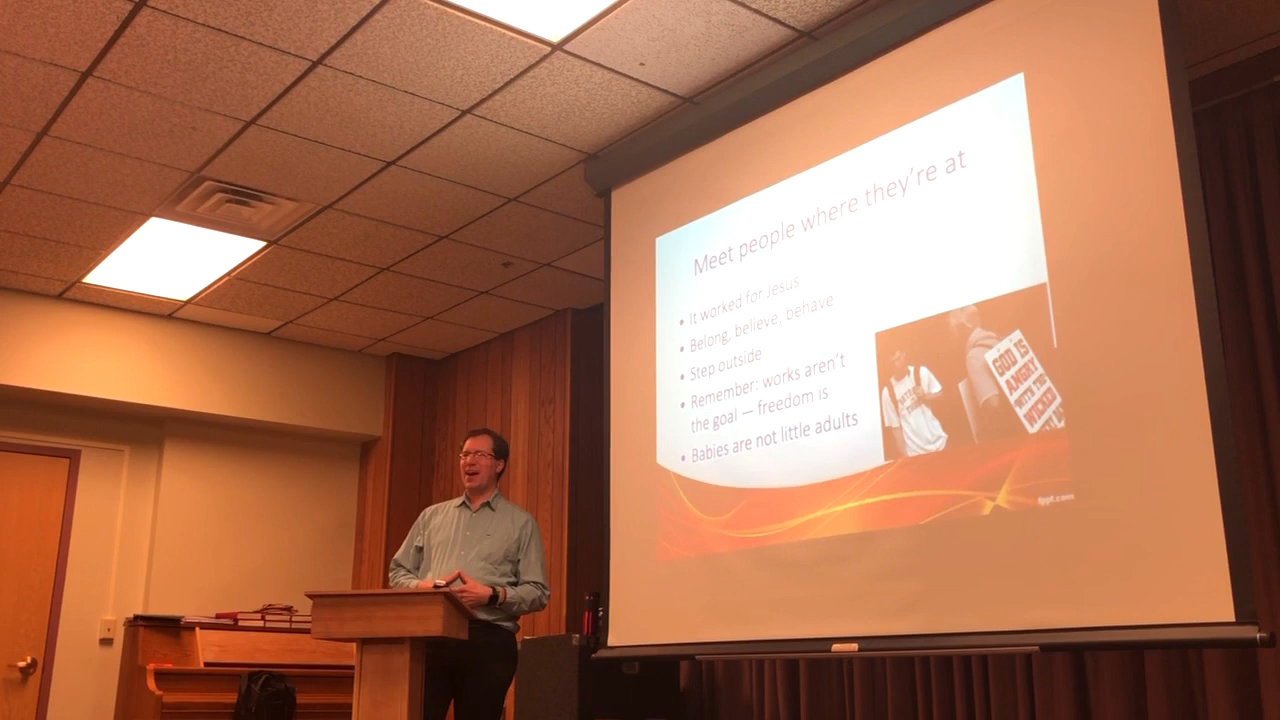 Meet people where they're at
• It worked for Jesus
• Belong, believe, behave
• Step outside
• Remember: works aren't
the goal — freedom is
• Babies are not little adults
GOD IS
ANGRY
WITH THE
WICKED
fppt.com